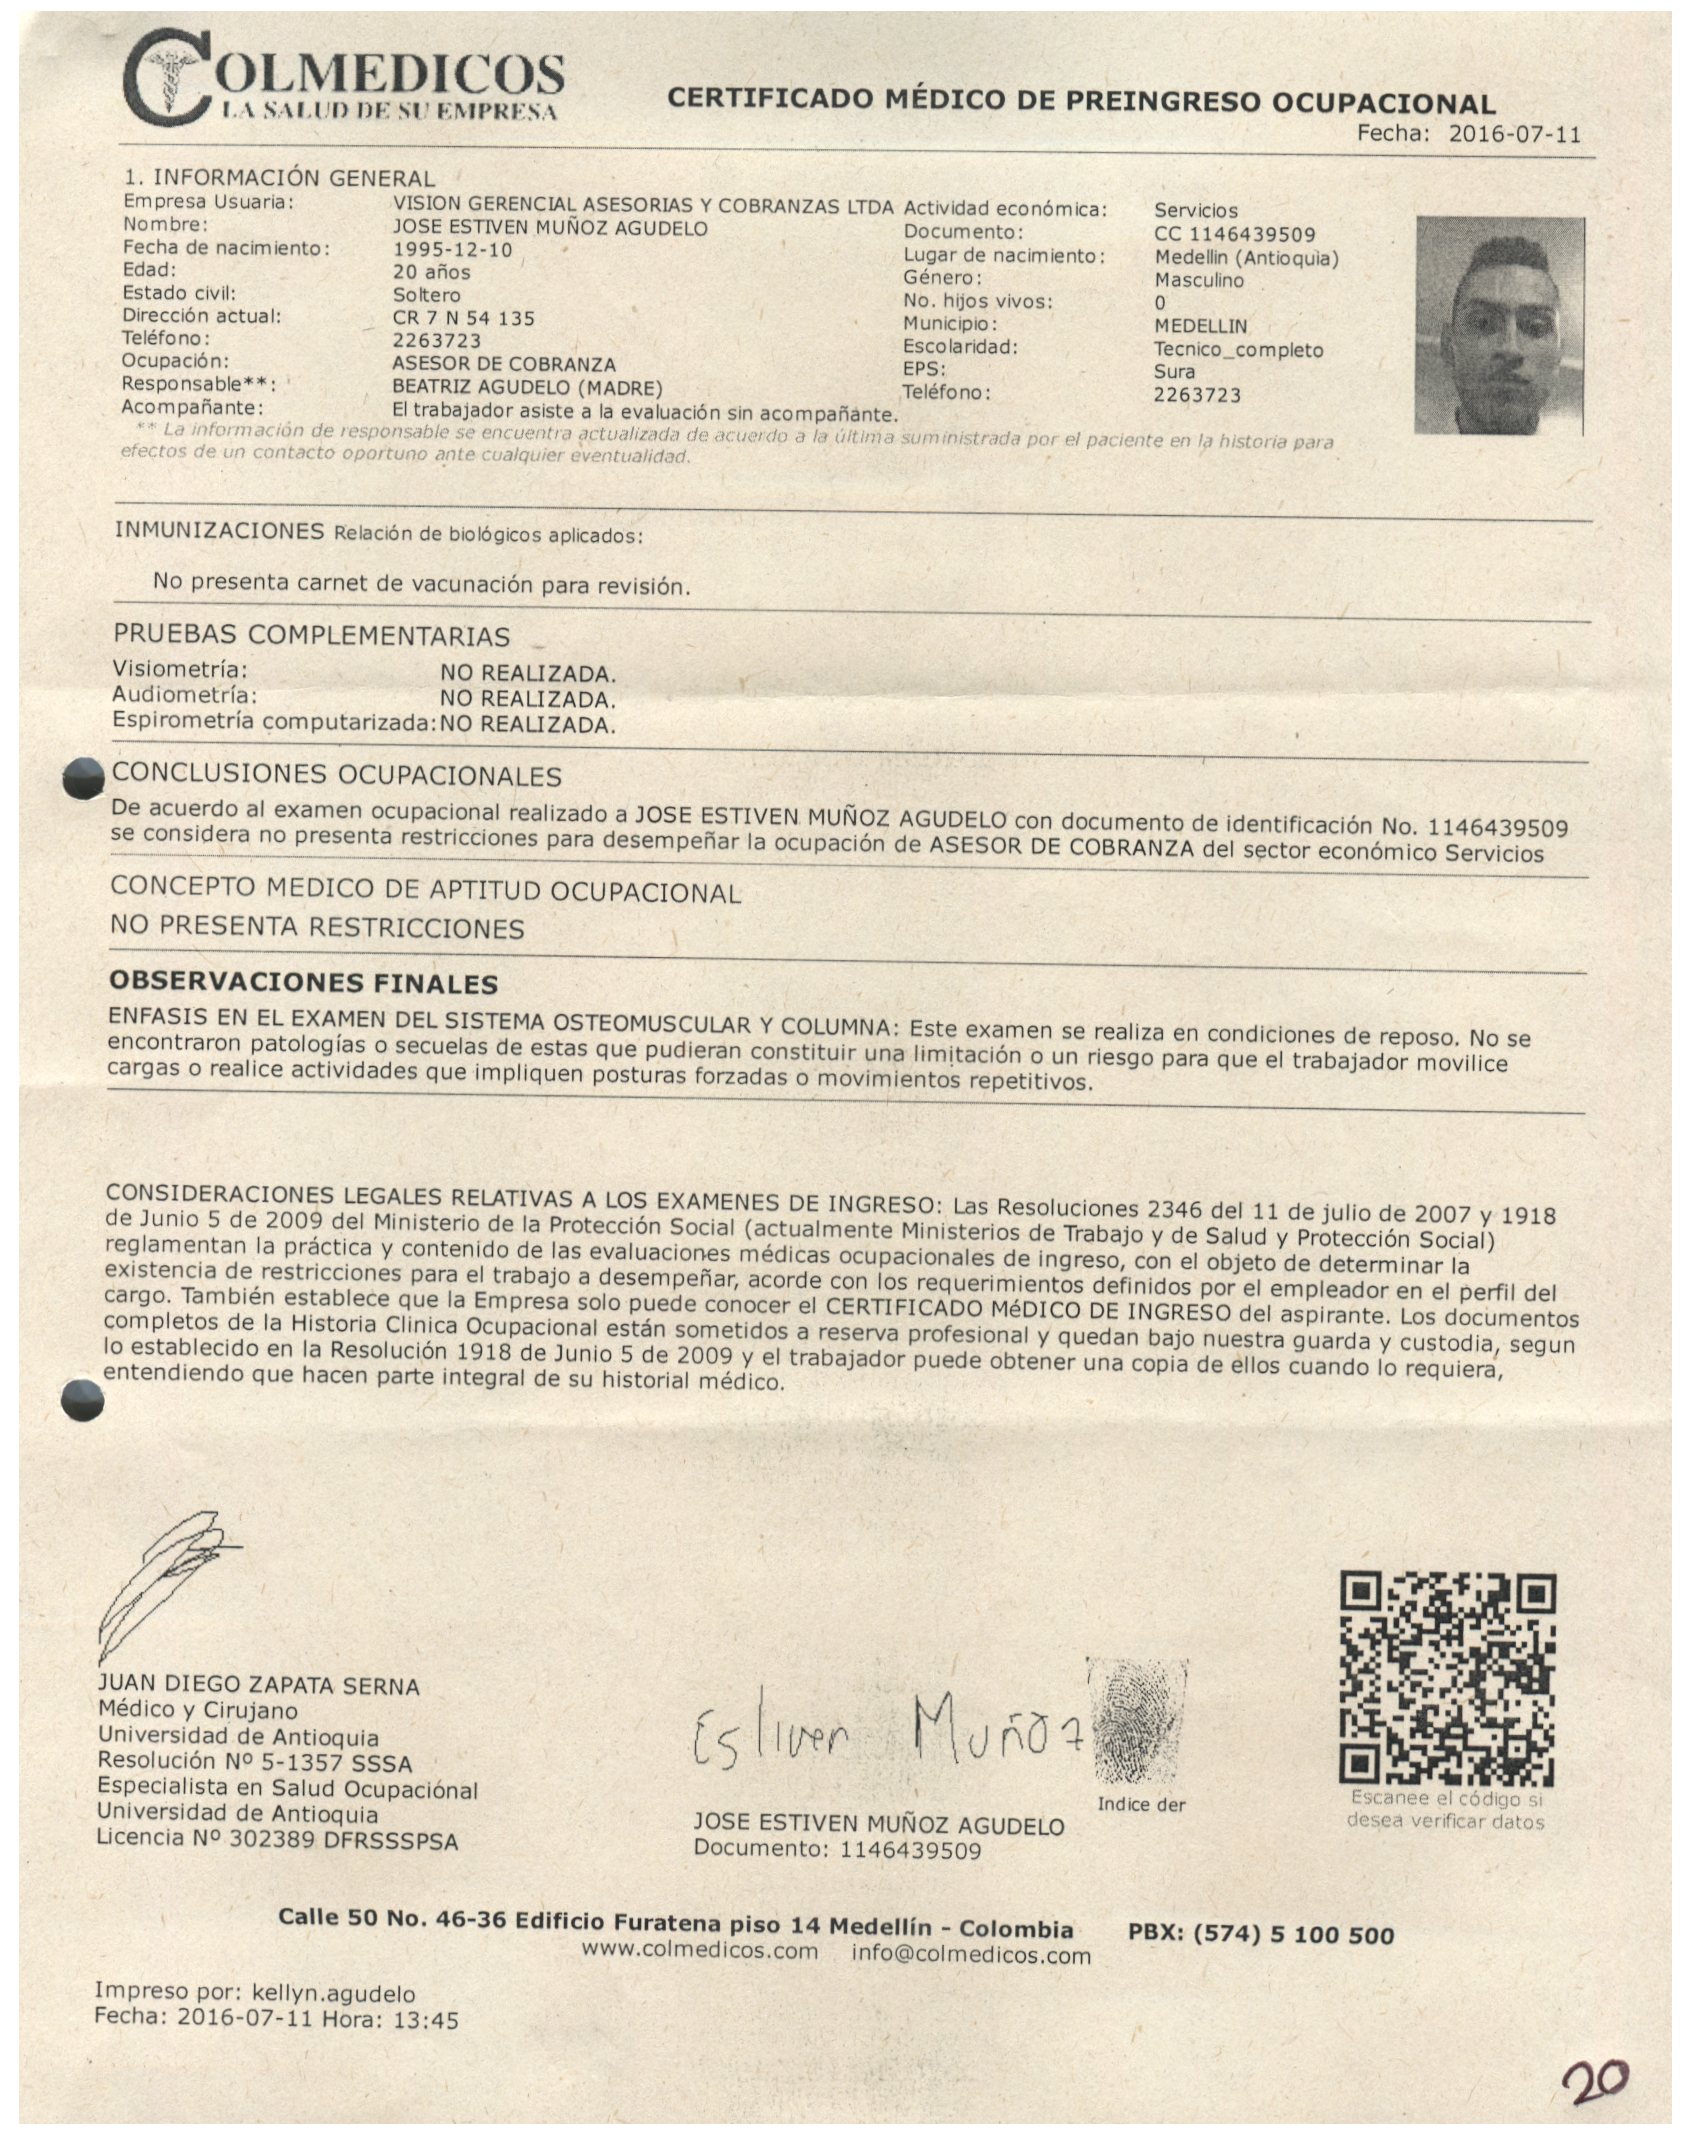 COLMEDICOS
LA SALUD DE SU EMPRESA
CERTIFICADO MÉDICO DE PREINGRESO OCUPACIONAL
Fecha: 2016-07-11
1. INFORMACIÓN GENERAL
Empresa Usuaria: VISION GERENCIAL ASESORIAS Y COBRANZAS LTDA Actividad económica: Servicios
Nombre: JOSE ESTIVEN MUÑOZ AGUDELO Documento: CC 1146439509
Fecha de nacimiento: 1995-12-10 Lugar de nacimiento: Medellin (Antioquia)
Edad: 20 años Género: Masculino
Estado civil: Soltero No. hijos vivos: 0
Dirección actual: CR 7 N 54 135 Municipio: MEDELLIN
Teléfono: 2263723 Escolaridad: Tecnico_completo
Ocupación: ASESOR DE COBRANZA EPS: Sura
Responsable**: BEATRIZ AGUDELO (MADRE) Teléfono: 2263723
Acompañante: El trabajador asiste a la evaluación sin acompañante.
** La información de responsable se encuentra actualizada de acuerdo a la última suministrada por el paciente en la historia para
efectos de un contacto oportuno ante cualquier eventualidad.
INMUNIZACIONES Relación de biológicos aplicados:
No presenta carnet de vacunación para revisión.
PRUEBAS COMPLEMENTARIAS
Visiometría: NO REALIZADA.
Audiometría: NO REALIZADA.
Espirometría computarizada: NO REALIZADA.
CONCLUSIONES OCUPACIONALES
De acuerdo al examen ocupacional realizado a JOSE ESTIVEN MUÑOZ AGUDELO con documento de identificación No. 1146439509
se considera no presenta restricciones para desempeñar la ocupación de ASESOR DE COBRANZA del sector económico Servicios
CONCEPTO MEDICO DE APTITUD OCUPACIONAL
NO PRESENTA RESTRICCIONES
OBSERVACIONES FINALES
ENFASIS EN EL EXAMEN DEL SISTEMA OSTEOMUSCULAR Y COLUMNA: Este examen se realiza en condiciones de reposo. No se
encontraron patologías o secuelas de estas que pudieran constituir una limitación o un riesgo para que el trabajador movilice
cargas o realice actividades que impliquen posturas forzadas o movimientos repetitivos.
CONSIDERACIONES LEGALES RELATIVAS A LOS EXAMENES DE INGRESO: Las Resoluciones 2346 del 11 de julio de 2007 y 1918
de Junio 5 de 2009 del Ministerio de la Protección Social (actualmente Ministerios de Trabajo y de Salud y Protección Social)
reglamentan la práctica y contenido de las evaluaciones médicas ocupacionales de ingreso, con el objeto de determinar la
existencia de restricciones para el trabajo a desempeñar, acorde con los requerimientos definidos por el empleador en el perfil del
cargo. También establece que la Empresa solo puede conocer el CERTIFICADO MéDICO DE INGRESO del aspirante. Los documentos
completos de la Historia Clinica Ocupacional están sometidos a reserva profesional y quedan bajo nuestra guarda y custodia, segun
lo establecido en la Resolución 1918 de Junio 5 de 2009 y el trabajador puede obtener una copia de ellos cuando lo requiera,
entendiendo que hacen parte integral de su historial médico.
JUAN DIEGO ZAPATA SERNA
Médico y Cirujano
Universidad de Antioquia
Resolución Nº 5-1357 SSSA
Especialista en Salud Ocupaciónal
Universidad de Antioquia
Licencia Nº 302389 DFRSSSPSA
Estiven Muñoz
Indice der
JOSE ESTIVEN MUÑOZ AGUDELO
Documento: 1146439509
Escanee el código si
desea verificar datos
Calle 50 No. 46-36 Edificio Furatena piso 14 Medellín - Colombia PBX: (574) 5 100 500
www.colmedicos.com info@colmedicos.com
Impreso por: kellyn.agudelo
Fecha: 2016-07-11 Hora: 13:45
20